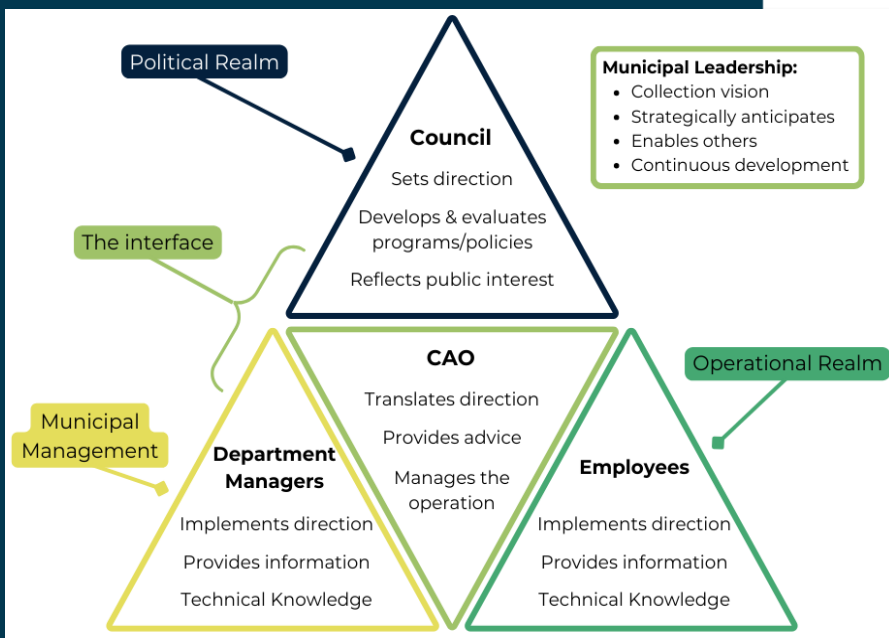 Political Realm
Municipal Leadership:
Collection vision
Strategically anticipates
Enables others
Continuous development
Council
Sets direction
Develops & evaluates
programs/policies
Reflects public interest
The interface
CAO
Translates direction
Provides advice
Manages the
operation
Operational Realm
Municipal
Management
Department
Managers
Implements direction
Provides information
Technical Knowledge
Employees
Implements direction
Provides information
Technical Knowledge